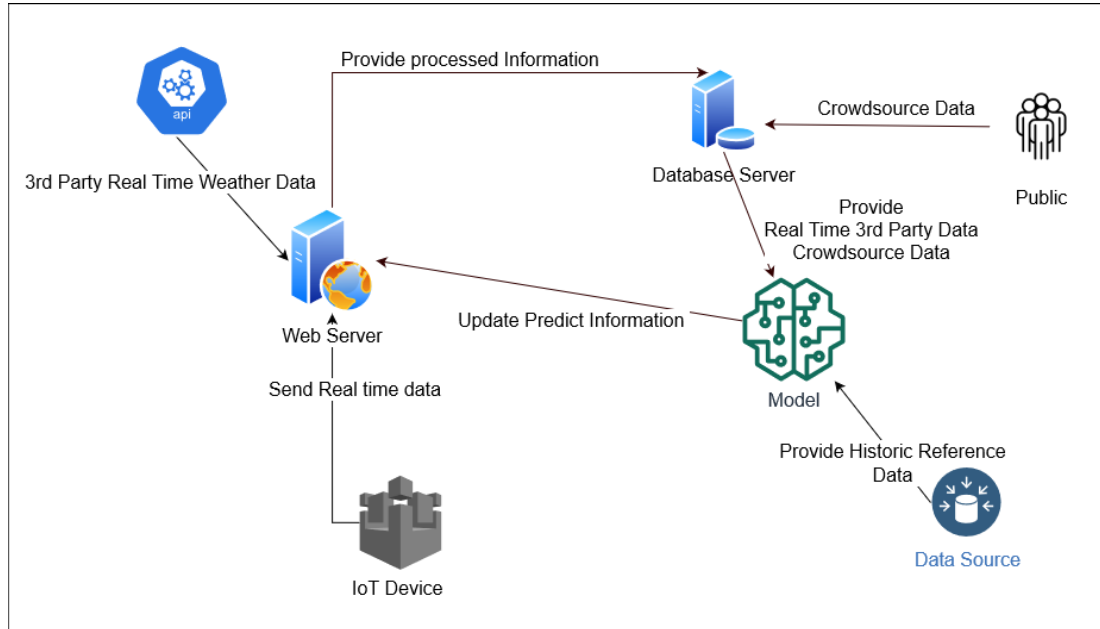 Provide processed Information
api
Crowdsource Data
3rd Party Real Time Weather Data
Database Server
Public
Provide
Real Time 3rd Party Data
Crowdsource Data
Update Predict Information
Web Server
Send Real time data
Model
Provide Historic Reference
Data
Data Source
IoT Device